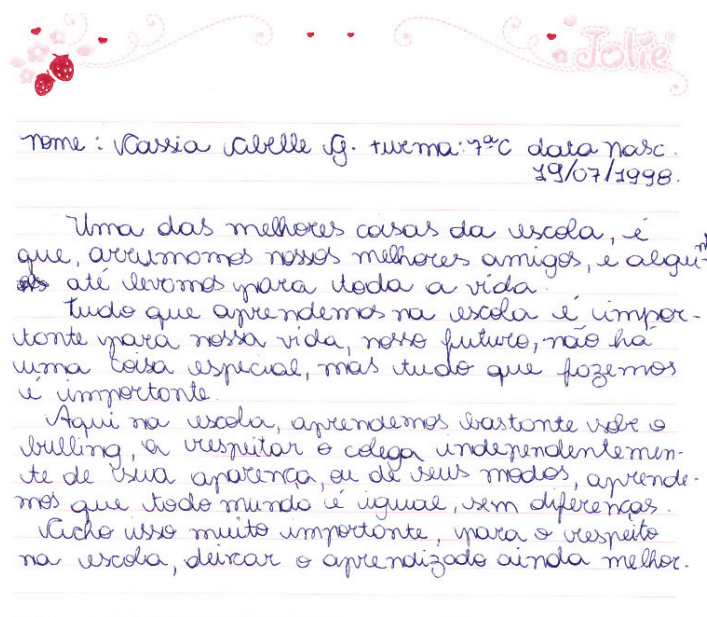 Jolie
nome: Kassia Abelle G. turma: 7ªC data nasc.
19/07/1998.
Uma das melhores coisas da escola, é
que, arrumamos nossos melhores amigos, e algun
até levamos para toda a vida.
Tudo que aprendemos na escola é impor-
tante para nossa vida, nosso futuro, não há
uma coisa especial, mas tudo que fazemos
é importante.
Aqui na escola, aprendemos bastante sobre o
bulling, a respeitar o colega independentemen-
te de sua aparença, ou de seus modos, aprende-
mos que todo mundo é igual, sem diferenças.
Acho isso muito importante, para o respeito
na escola, deixar o aprendizado ainda melhor.